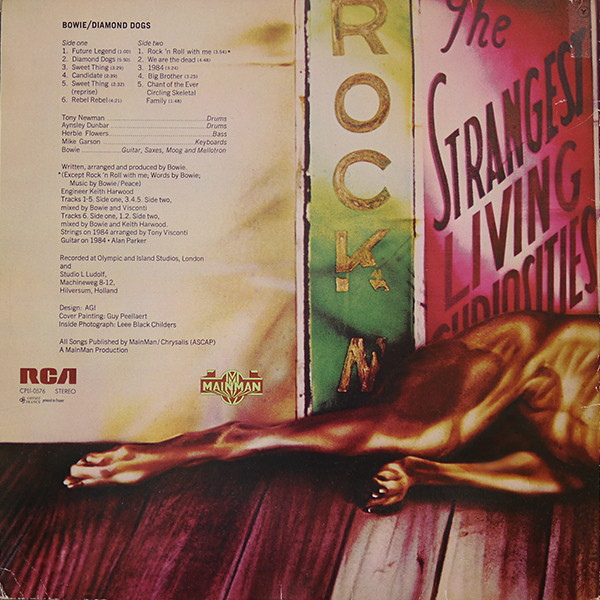 BOWIE/DIAMOND DOGS
Side one
1. Future Legend (1:00)
2. Diamond Dogs (5:50)
3. Sweet Thing (3:29)
4. Candidate (2:39)
5. Sweet Thing (2:32)
(reprise)
6. Rebel Rebel (4:21)
Side two
1. Rock 'n Roll with me (3:54)*
2. We are the dead (4:48)
3. 1984 (3:24)
4. Big Brother (3:25)
5. Chant of the Ever
Circling Skeletal
Family (1:48)
Tony Newman Drums
Aynsley Dunbar Drums
Herbie Flowers Bass
Mike Garson Keyboards
Bowie Guitar, Saxes, Moog and Mellotron
Written, arranged and produced by Bowie.
*(Except Rock 'n Roll with me; Words by Bowie;
Music by Bowie/Peace)
Engineer Keith Harwood
Tracks 1-5. Side one, 3.4.5. Side two,
mixed by Bowie and Visconti
Tracks 6. Side one, 1.2. Side two,
mixed by Bowie and Keith Harwood.
Strings on 1984 arranged by Tony Visconti
Guitar on 1984 • Alan Parker
Recorded at Olympic and Island Studios, London
and
Studio L Ludolf,
Machineweg 8-12,
Hilversum, Holland
Design: AGI
Cover Painting: Guy Peellaert
Inside Photograph: Leee Black Childers
All Songs Published by MainMan/Chrysalis (ASCAP)
A MainMan Production
RCA
CPL1-0576 STEREO
MAINMAN
ROCK 'N
The
STRANGEST
LIVING
CURIOSITIES